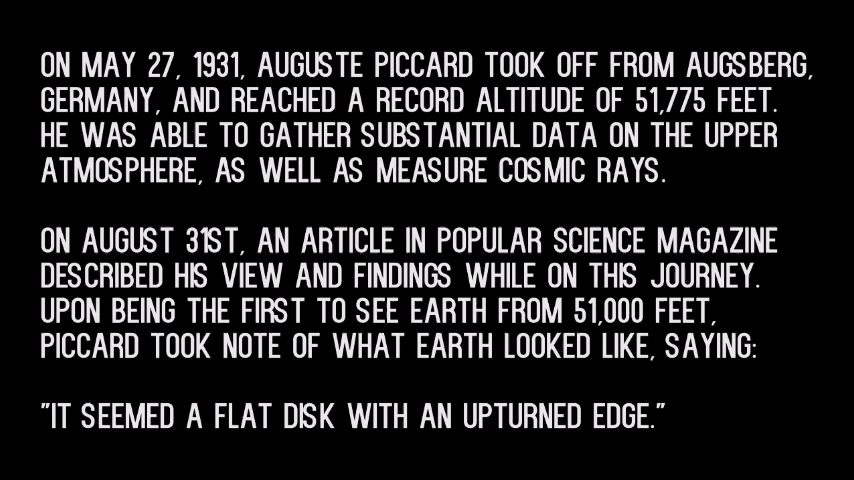 ON MAY 27, 1931, AUGUSTE PICCARD TOOK OFF FROM AUGSBERG,
GERMANY, AND REACHED A RECORD ALTITUDE OF 51,775 FEET.
HE WAS ABLE TO GATHER SUBSTANTIAL DATA ON THE UPPER
ATMOSPHERE, AS WELL AS MEASURE COSMIC RAYS.
ON AUGUST 31ST, AN ARTICLE IN POPULAR SCIENCE MAGAZINE
DESCRIBED HIS VIEW AND FINDINGS WHILE ON THIS JOURNEY.
UPON BEING THE FIRST TO SEE EARTH FROM 51,000 FEET,
PICCARD TOOK NOTE OF WHAT EARTH LOOKED LIKE, SAYING:
"IT SEEMED A FLAT DISK WITH AN UPTURNED EDGE."